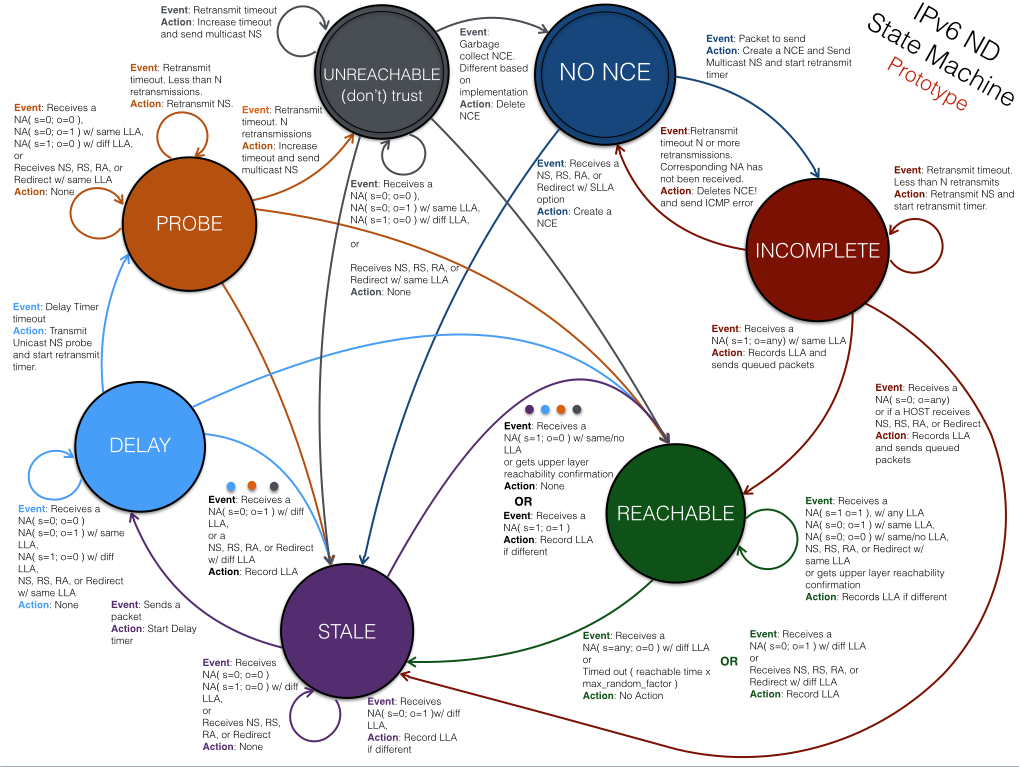 IPv6 ND
State Machine
Prototype
Event: Retransmit timeout
Action: Increase timeout
and send multicast NS
UNREACHABLE
(don't) trust
Event:
Garbage
collect NCE.
Different based
on
implementation
Action: Delete
NCE
NO NCE
Event: Packet to send
Action: Create a NCE and Send
Multicast NS and start retransmit
timer
Event: Retransmit
timeout. Less than N
retransmissions.
Action: Retransmit NS.
Event: Receives a
NA( s=0; o=0 ),
NA( s=0; o=1 ) w/ same LLA,
NA( s=1; o=0 ) w/ diff LLA,
or
Receives NS, RS, RA, or
Redirect w/ same LLA
Action: None
Event: Retransmit
timeout. N
retransmissions
Action: Increase
timeout and send
multicast NS
Event:Retransmit
timeout N or more
retransmissions.
Corresponding NA has
not been received.
Action: Deletes NCE!
and send ICMP error
Event: Retransmit timeout.
Less than N retransmits
Action: Retransmit NS and
start retransmit timer.
PROBE
Event: Receives a
NA( s=0; o=0 ),
NA( s=0; o=1 ) w/ same LLA,
NA( s=1; o=0 ) w/ diff LLA,
or
Receives NS, RS, RA, or
Redirect w/ same LLA
Action: None
Event: Receives a
NS, RS, RA, or
Redirect w/ SLLA
option
Action: Create a
NCE
INCOMPLETE
Event: Delay Timer
timeout
Action: Transmit
Unicast NS probe
and start retransmit
timer.
Event: Receives a
NA( s=1; o=any) w/ same LLA
Action: Records LLA and
sends queued packets
Event: Receives a
NA( s=0; o=any)
or if a HOST receives
NS, RS, RA, or Redirect
Action: Records LLA
and sends queued
packets
DELAY
Event: Receives a
NA( s=1; o=0 ) w/ same/no
LLA
or gets upper layer
reachability confirmation
Action: None
OR
Event: Receives a
NA( s=1; o=1 )
Action: Record LLA
if different
REACHABLE
Event: Receives a
NA( s=0; o=0 )
NA( s=0; o=1 ) w/ same
LLA,
NA( s=1; o=0 ) w/ diff
LLA,
NS, RS, RA, or Redirect
w/ same LLA
Action: None
Event: Receives a
NA( s=0; o=1 ) w/ diff
LLA,
or a
NS, RS, RA, or Redirect
w/ diff LLA
Action: Record LLA
Event: Receives a
NA( s=1 o=1 ), w/ any LLA
NA( s=0; o=1 ) w/ same LLA,
NA( s=0; o=0 ) w/ same/no LLA,
NS, RS, RA, or Redirect w/
same LLA
or gets upper layer reachability
confirmation
Action: Records LLA if different
Event: Sends a
packet
Action: Start Delay
timer
STALE
Event: Receives a
NA( s=any; o=0 ) w/ diff LLA
or
Timed out ( reachable time x
max_random_factor )
Action: No Action
OR
Event: Receives a
NA( s=0; o=1 ) w/ diff LLA
or
Receives NS, RS, RA, or
Redirect w/ diff LLA
Action: Record LLA
Event: Receives
NA( s=0; o=0 )
NA( s=1; o=0 ) w/ diff
LLA,
or
Receives NS, RS,
RA, or Redirect
Action: None
Event: Receives
NA( s=0; o=1 )w/ diff
LLA,
Action: Record LLA
if different